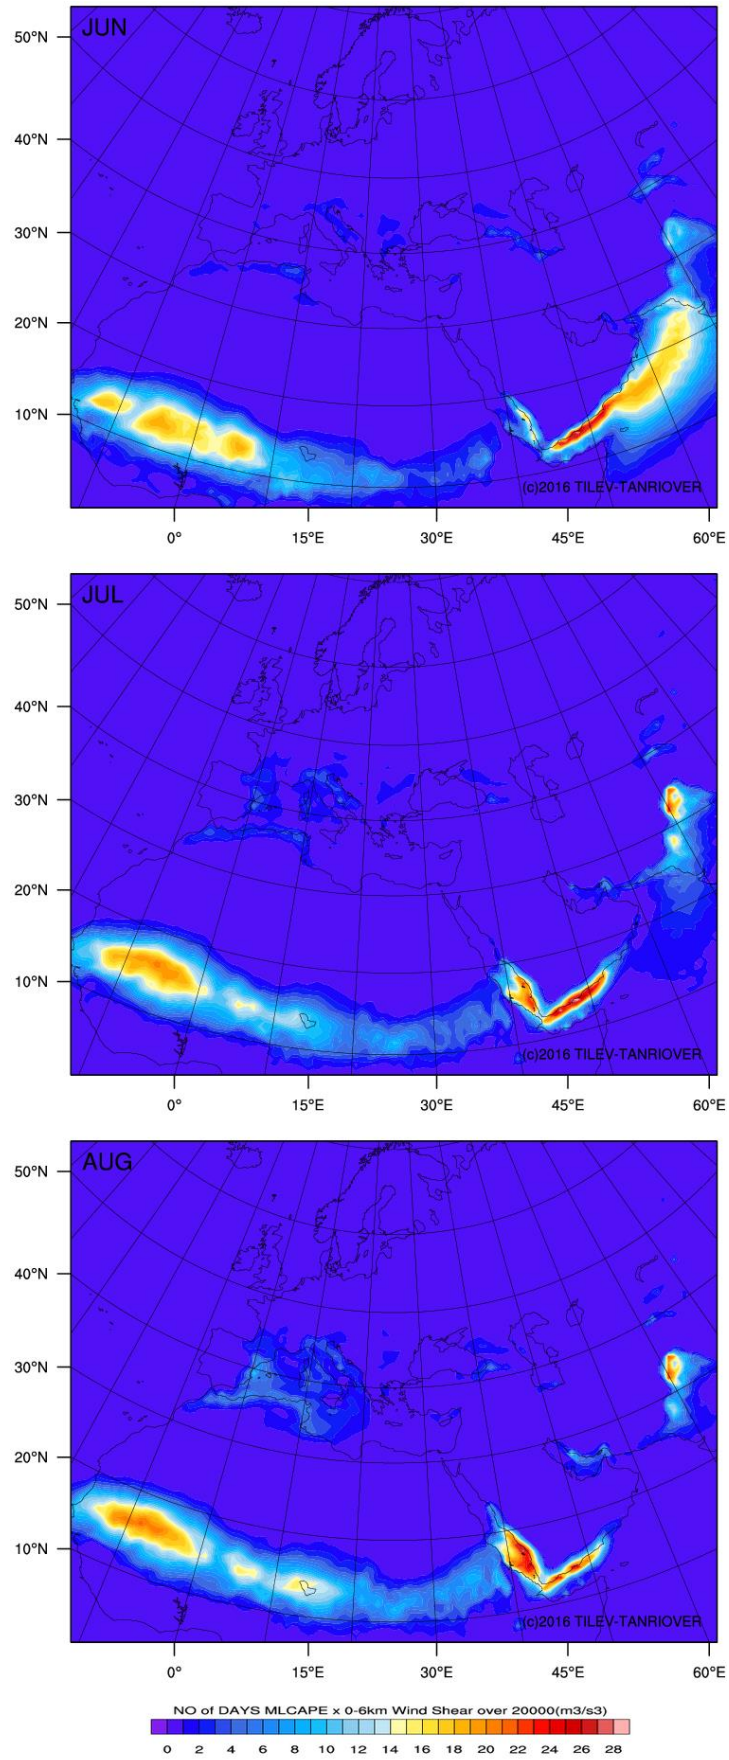 JUN
50°N
40°N
30°N
20°N
10°N
(c)2016 TILEV-TANRIOVER
0° 15°E 30°E 45°E 60°E
JUL
50°N
40°N
30°N
20°N
10°N
(c)2016 TILEV-TANRIOVER
0° 15°E 30°E 45°E 60°E
AUG
50°N
40°N
30°N
20°N
10°N
(c)2016 TILEV-TANRIOVER
0° 15°E 30°E 45°E 60°E
NO of DAYS MLCAPE x 0-6km Wind Shear over 20000(m3/s3)
0 2 4 6 8 10 12 14 16 18 20 22 24 26 28